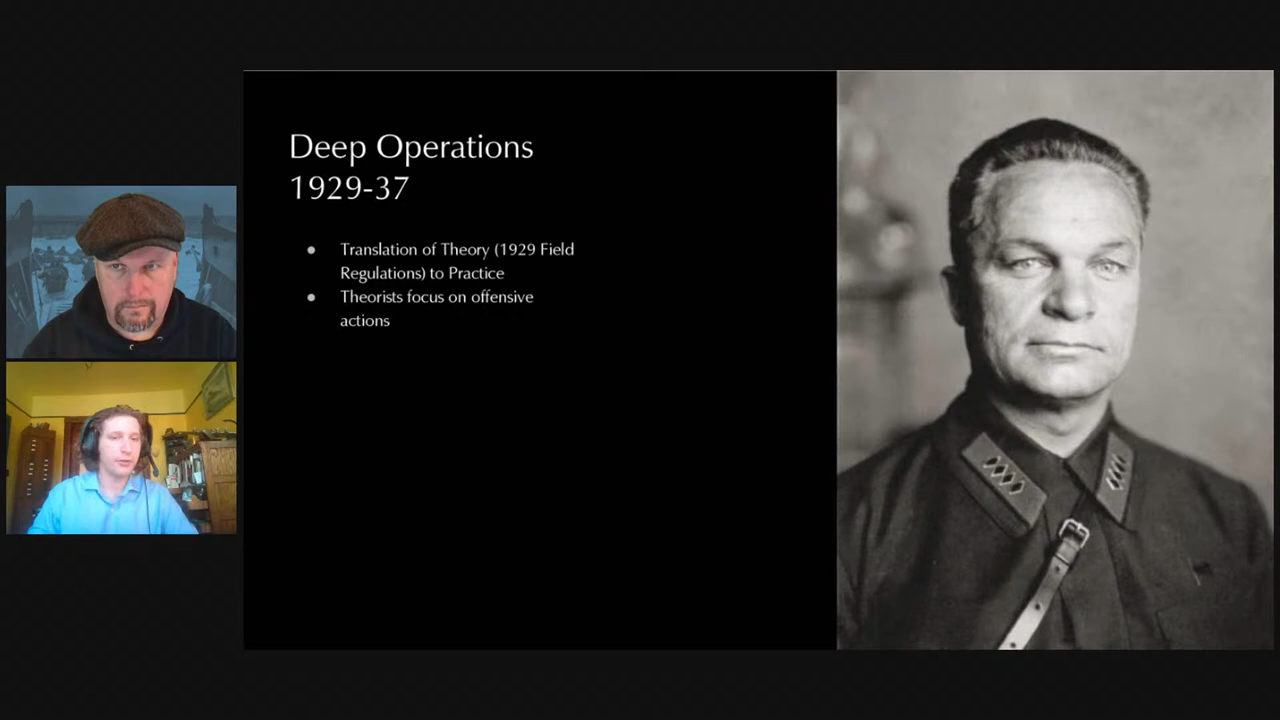 Deep Operations
1929-37
Translation of Theory (1929 Field
Regulations) to Practice
Theorists focus on offensive
actions